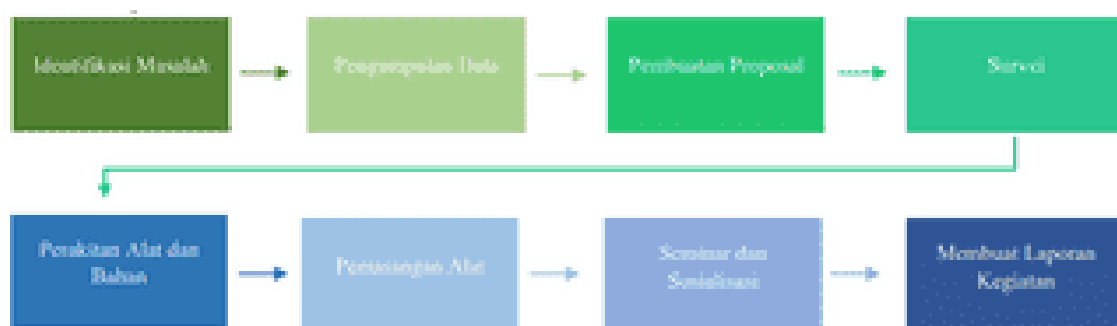 Identifikasi Masalah
Pengumpulan Data
Pembuatan Proposal
Survei
Perakitan Alat dan
Bahan
Pemasangan Alat
Seminar dan
Sosialisasi
Membuat Laporan
Kegiatan